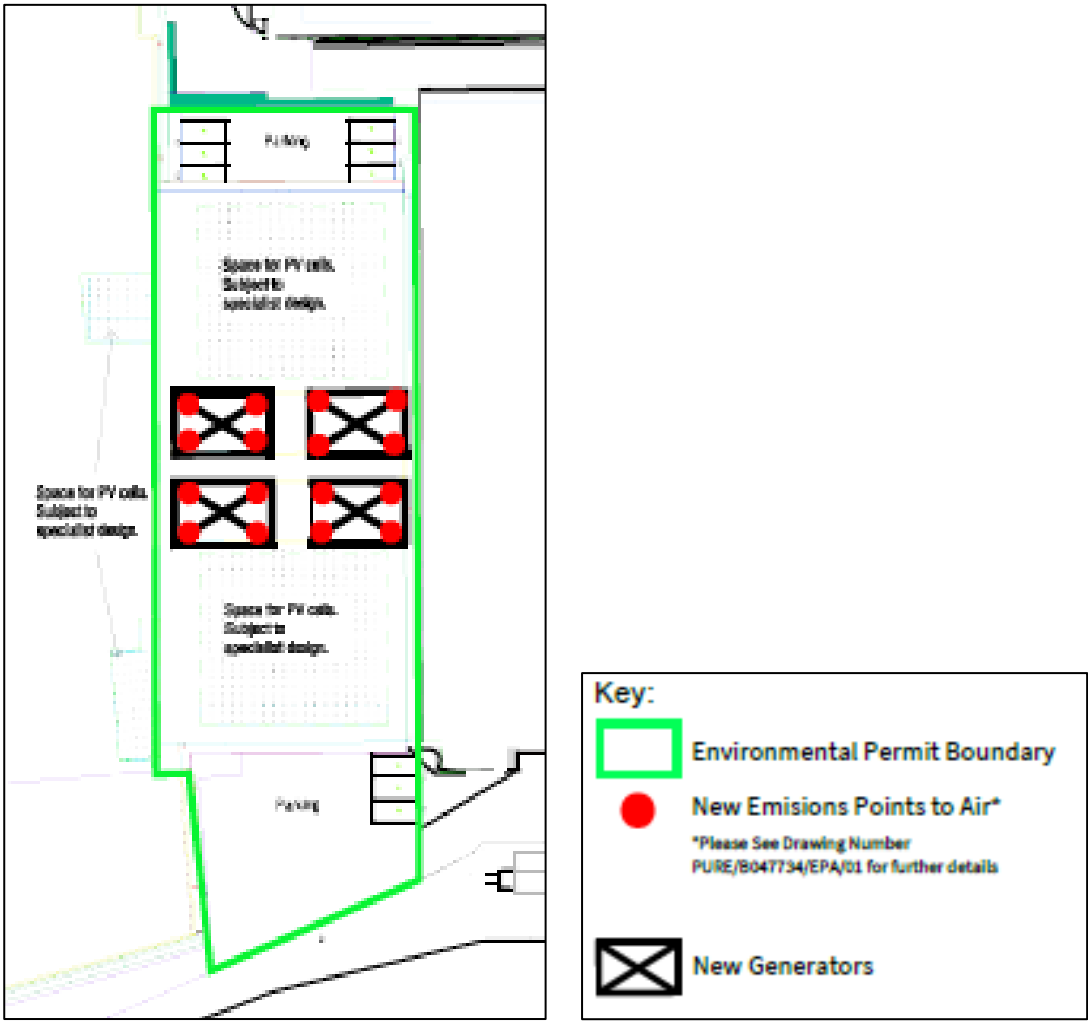 Parking
Space for PV cells.
Subject to
specialist design.
Space for PV cells.
Subject to
specialist design.
Space for PV cells.
Subject to
specialist design.
Parking
Key:
Environmental Permit Boundary
New Emisions Points to Air*
*Please See Drawing Number
PURE/B047734/EPA/01 for further details
New Generators